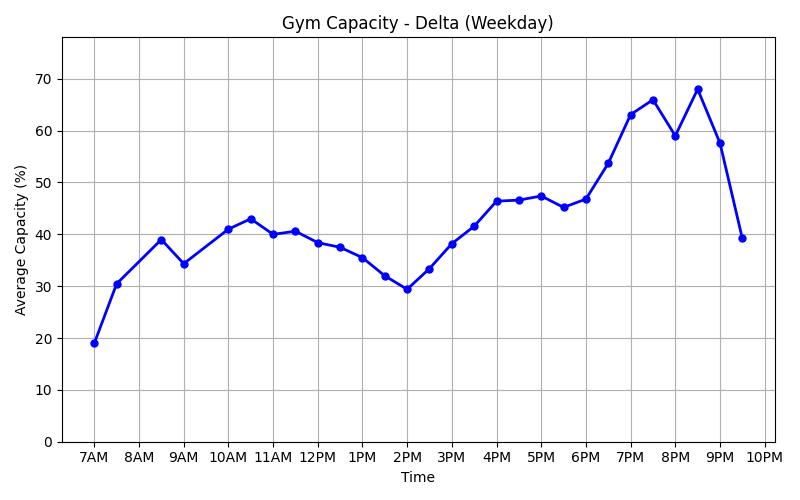 Gym Capacity - Delta (Weekday)
Average Capacity (%)
70
60
50
40
30
20
10
0
7AM 8AM 9AM 10AM 11AM 12PM 1PM 2PM 3PM 4PM 5PM 6PM 7PM 8PM 9PM 10PM
Time